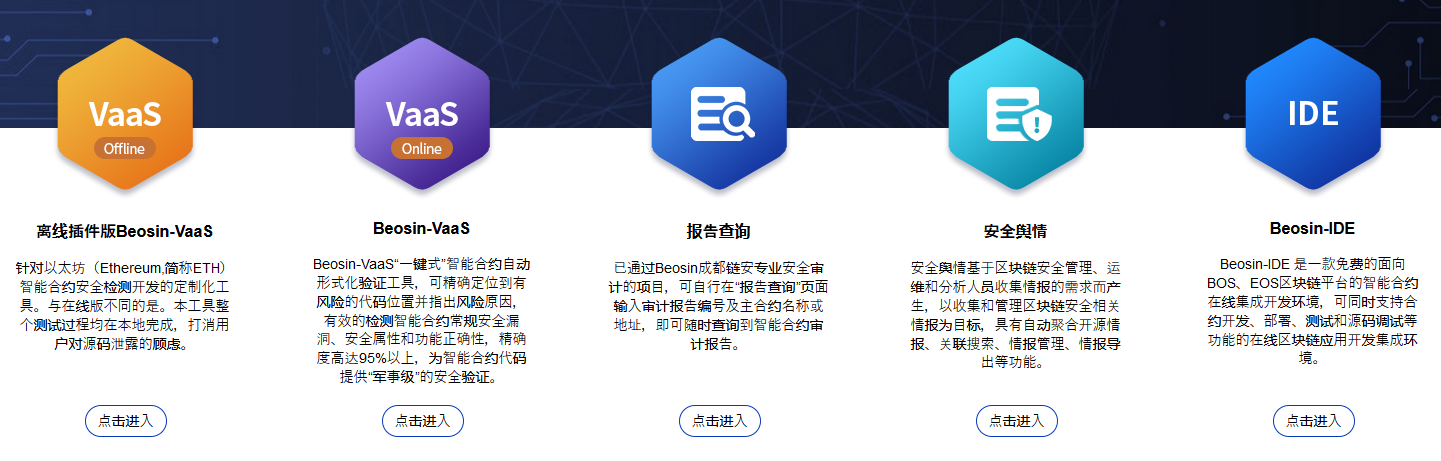 VaaS
Offline
离线插件版Beosin-VaaS
针对以太坊（Ethereum,简称ETH）
智能合约安全检测开发的定制化工
具。与在线版不同的是。本工具整
个测试过程均在本地完成，打消用
户对源码泄露的顾虑。
点击进入
VaaS
Online
Beosin-VaaS
Beosin-VaaS“一键式”智能合约自动
形式化验证工具，可精确定位到有
风险的代码位置并指出风险原因，
有效的检测智能合约常规安全漏
洞、安全属性和功能正确性，精确
度高达95%以上，为智能合约代码
提供“军事级”的安全验证。
点击进入
报告查询
已通过Beosin成都链安专业安全审
计的项目，可自行在“报告查询”页面
输入审计报告编号及主合约名称或
地址，即可随时查询到智能合约审
计报告。
点击进入
安全舆情
安全舆情基于区块链安全管理、运
维和分析人员收集情报的需求而产
生，以收集和管理区块链安全相关
情报为目标，具有自动聚合开源情
报、关联搜索、情报管理、情报导
出等功能。
点击进入
IDE
Beosin-IDE
Beosin-IDE 是一款免费的面向
BOS、EOS区块链平台的智能合约
在线集成开发环境，可同时支持合
约开发、部署、测试和源码调试等
功能的在线区块链应用开发集成环
境。
点击进入